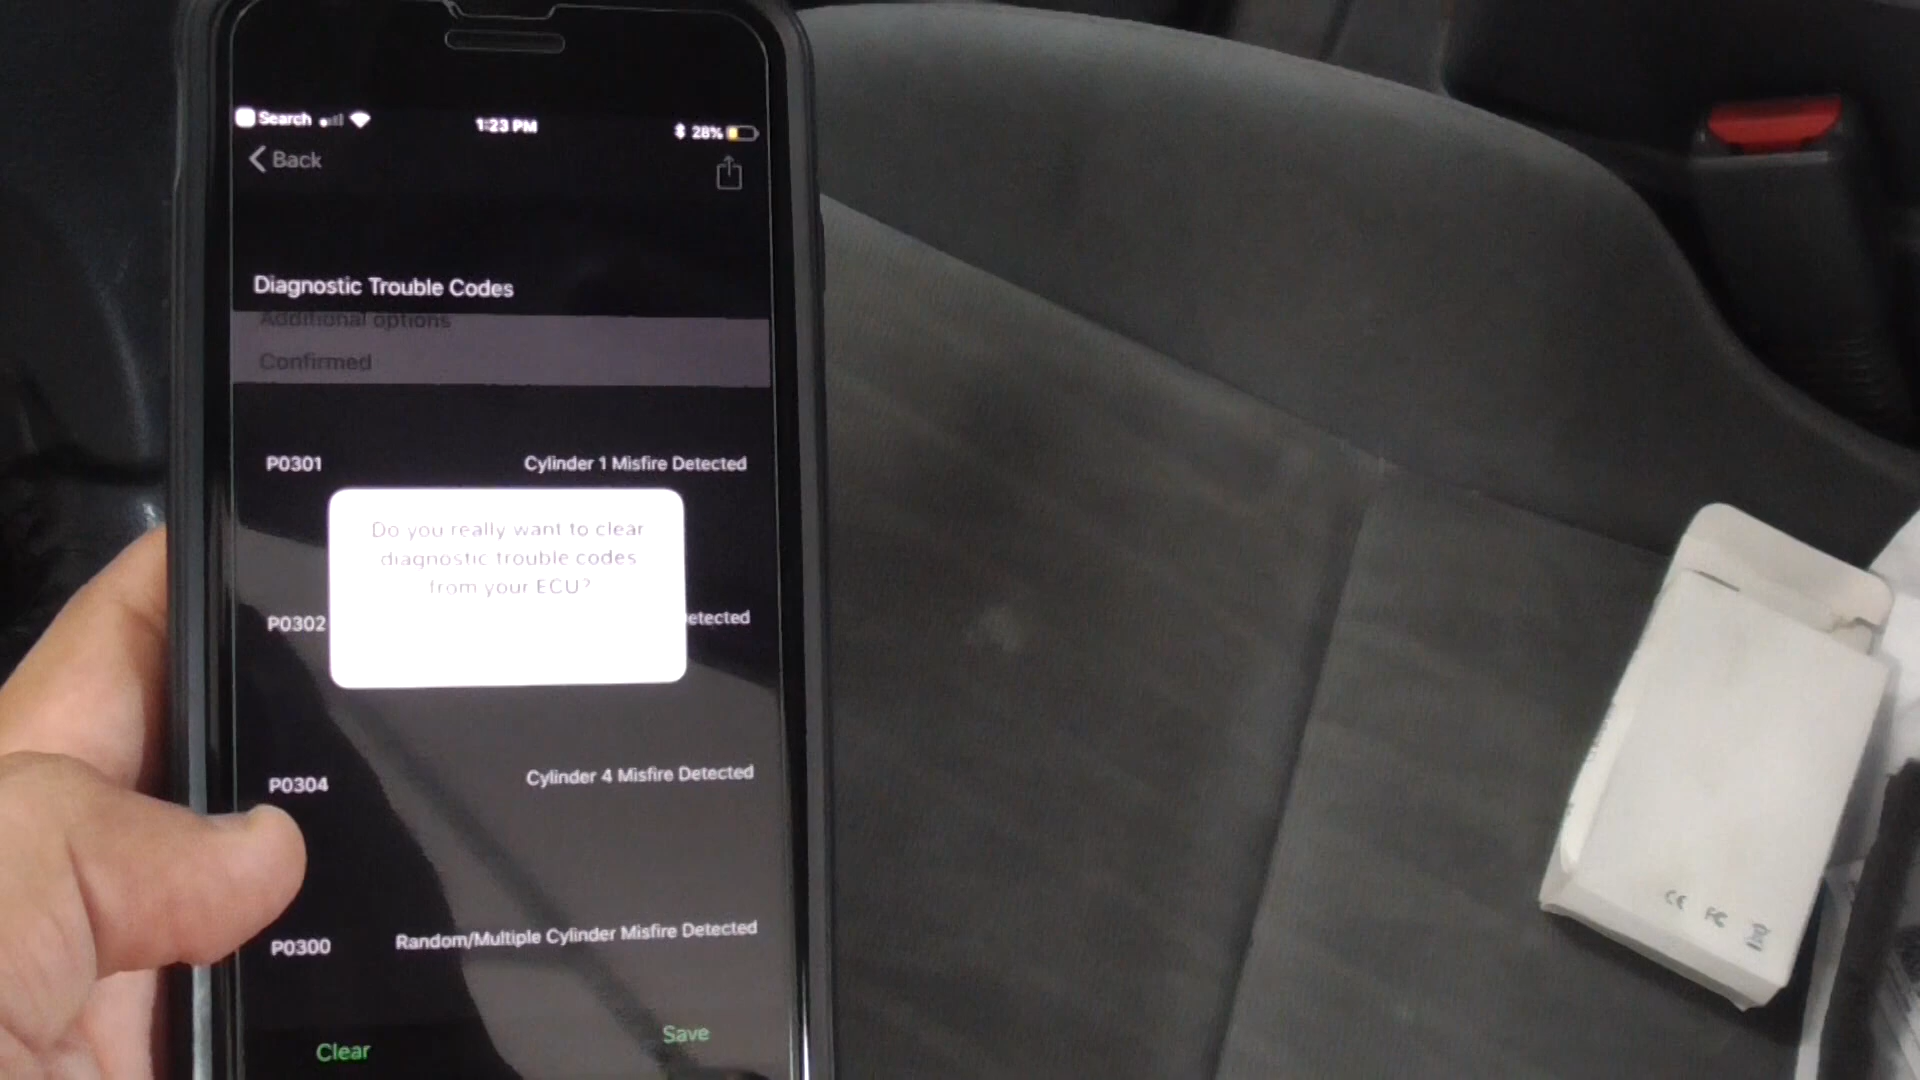 Search
1:23 PM
28%
Back
Diagnostic Trouble Codes
Additional options
Confirmed
P0301 Cylinder 1 Misfire Detected
Do you really want to clear
diagnostic trouble codes
from your ECU?
P0302 etected
P0304 Cylinder 4 Misfire Detected
P0300 Random/Multiple Cylinder Misfire Detected
Clear Save
CE FC